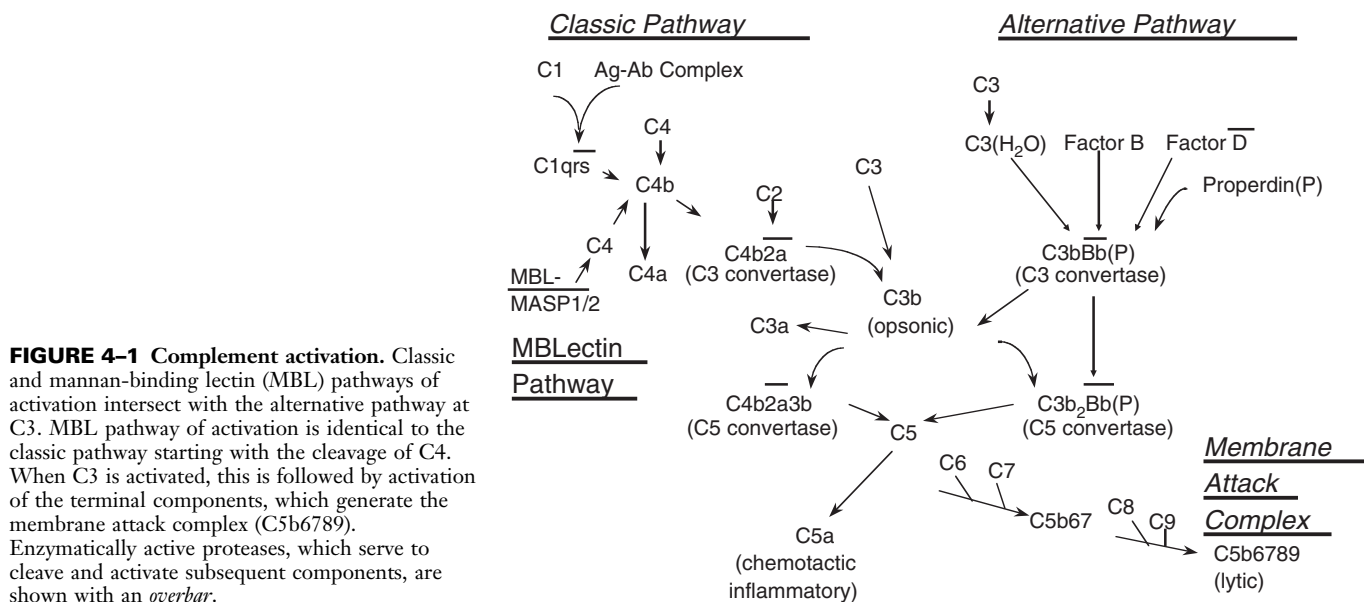 Classic Pathway
Alternative Pathway
C1
Ag-Ab Complex
C1qrs
C4
C4b
C4a
C4
MBL-
MASP1/2
MBLectin
Pathway
C2
C4b2a
(C3 convertase)
C3
C3b
(opsonic)
C3a
C3
C3(H₂O)
Factor B
Factor D
Properdin(P)
C3bBb(P)
(C3 convertase)
C4b2a3b
(C5 convertase)
C3b₂Bb(P)
(C5 convertase)
C5
C5a
(chemotactic
inflammatory)
C6
C7
C5b67
C8
C9
C5b6789
(lytic)
Membrane
Attack
Complex
FIGURE 4–1 Complement activation. Classic
and mannan-binding lectin (MBL) pathways of
activation intersect with the alternative pathway at
C3. MBL pathway of activation is identical to the
classic pathway starting with the cleavage of C4.
When C3 is activated, this is followed by activation
of the terminal components, which generate the
membrane attack complex (C5b6789).
Enzymatically active proteases, which serve to
cleave and activate subsequent components, are
shown with an overbar.